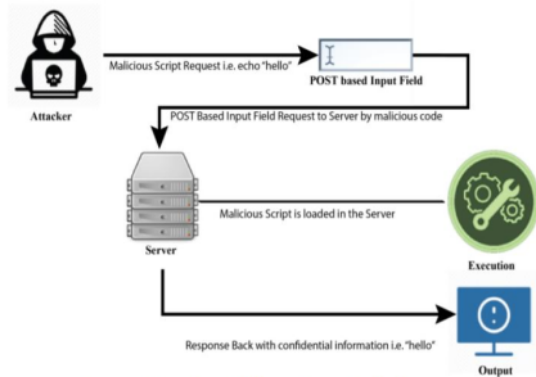 Malicious Script Request i.e. echo "hello"
POST based Input Field
Attacker
POST Based Input Field Request to Server by malicious code
Malicious Script is loaded in the Server
Server
Execution
Response Back with confidential information i.e. "hello"
Output